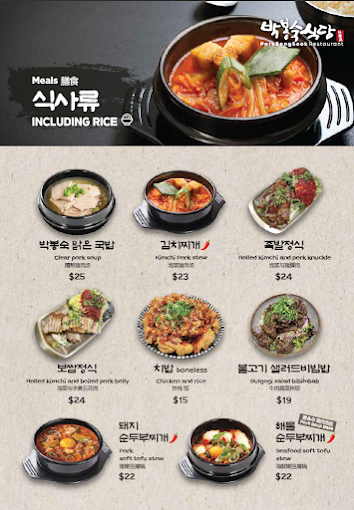 박봉숙식당
ParkBongSook Restaurant
Meals 膳食
식사류
INCLUDING RICE
박봉숙 맑은 국밥
Clear pork soup
$25
김치찌개
Kimchi Pork stew
$23
족발정식
Boiled kimchi and pork knuckle
$24
보쌈정식
Boiled kimchi and boiled pork belly
$24
치밥 boneless
Chicken and rice
$15
불고기 샐러드비빔밥
Bulgogi salad bibimbab
$19
돼지
순두부찌개
Pork
soft tofu stew
$22
해물
순두부찌개
Seafood soft tofu
stew
$22